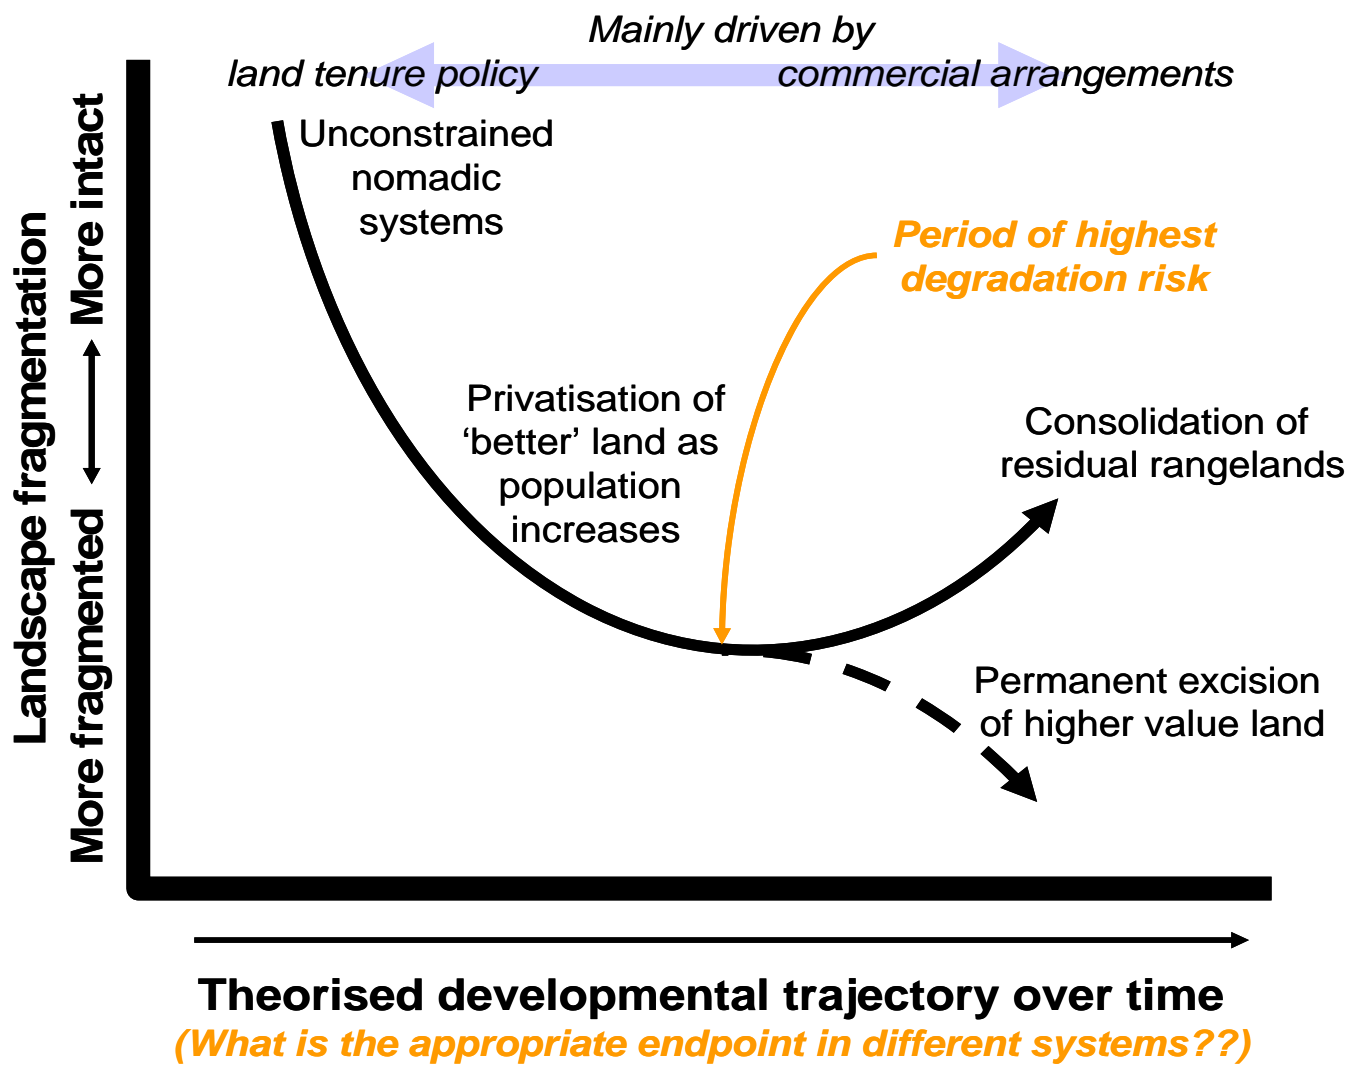 Mainly driven by
land tenure policy
commercial arrangements
Unconstrained
nomadic
systems
Period of highest
degradation risk
Privatisation of
‘better’ land as
population
increases
Consolidation of
residual rangelands
Permanent excision
of higher value land
Landscape fragmentation
More fragmented
More intact
Theorised developmental trajectory over time
(What is the appropriate endpoint in different systems??)